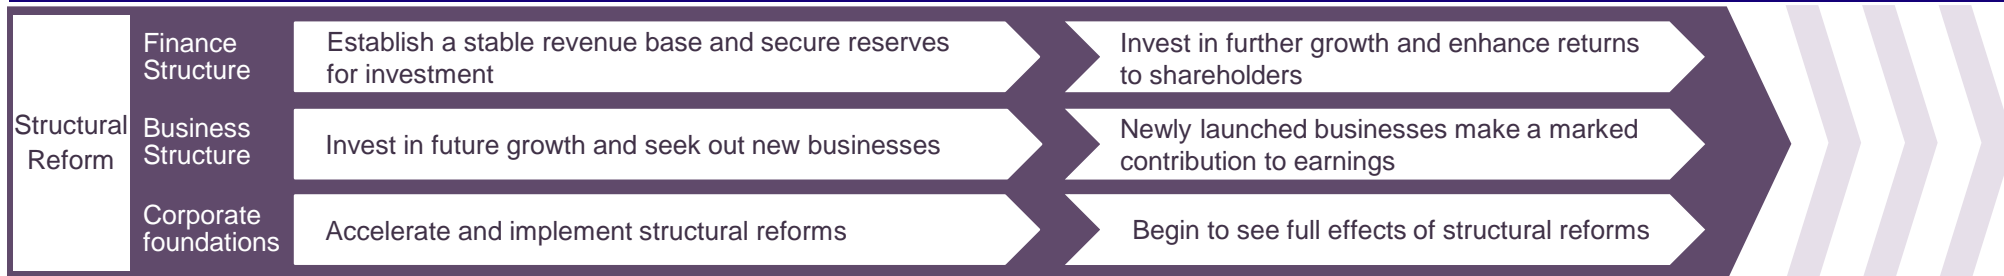 Structural
Reform
Finance
Structure
Establish a stable revenue base and secure reserves
for investment
Invest in further growth and enhance returns
to shareholders
Business
Structure
Invest in future growth and seek out new businesses
Newly launched businesses make a marked
contribution to earnings
Corporate
foundations
Accelerate and implement structural reforms
Begin to see full effects of structural reforms